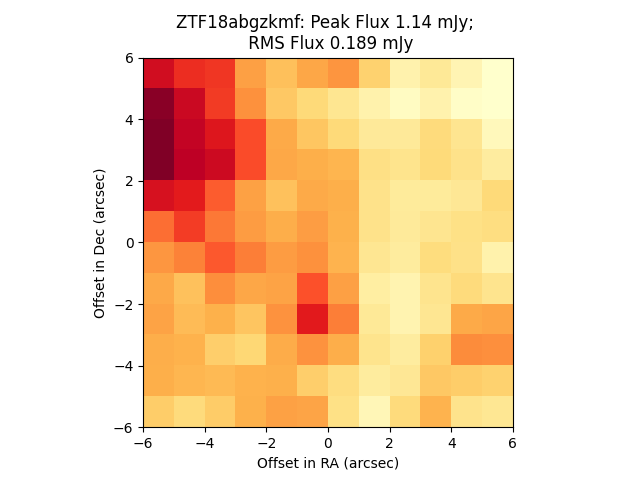 ZTF18abgzkmf: Peak Flux 1.14 mJy;
RMS Flux 0.189 mJy
6
4
2
0
−2
−4
−6
Offset in Dec (arcsec)
−6 −4 −2 0 2 4 6
Offset in RA (arcsec)